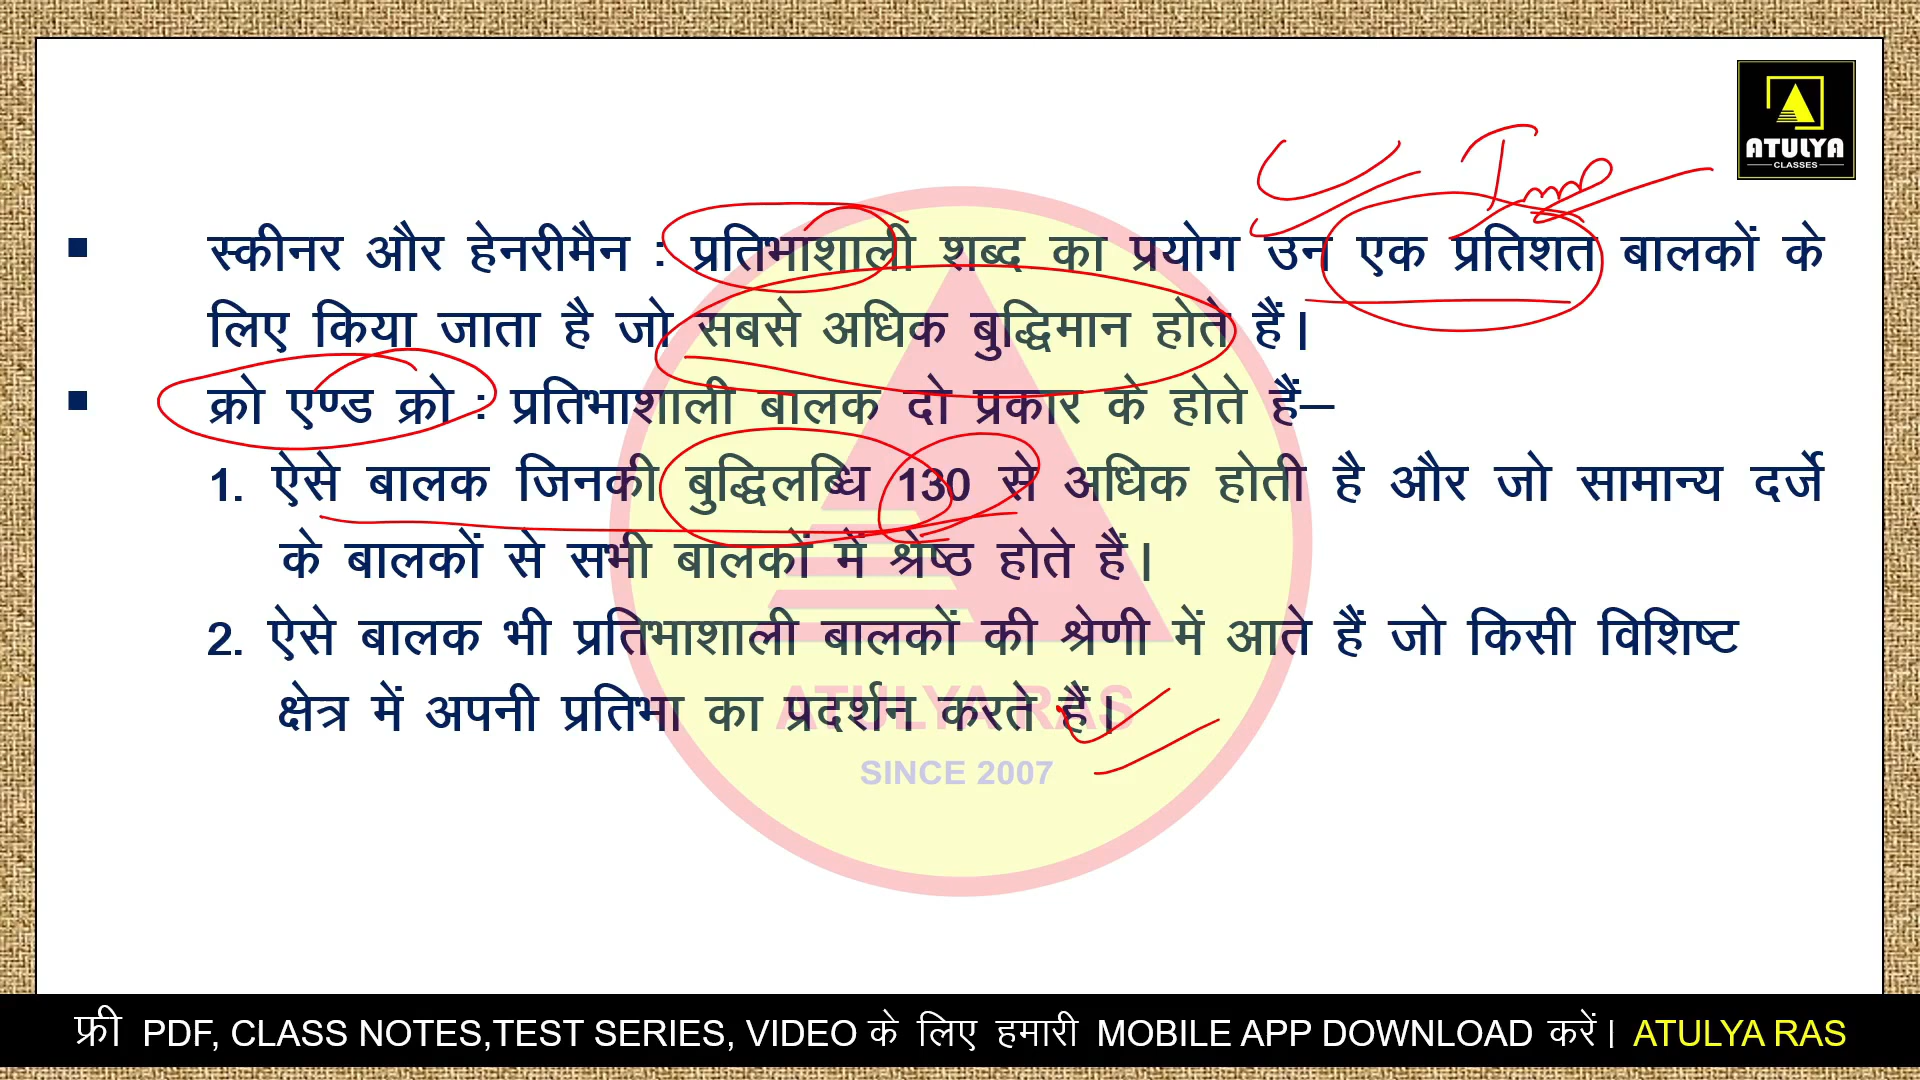 ATULYA
CLASSES
Imp
▪ स्कीनर और हेनरीमैन : प्रतिभाशाली शब्द का प्रयोग उन एक प्रतिशत बालकों के
लिए किया जाता है जो सबसे अधिक बुद्धिमान होते हैं।
▪ क्रो एण्ड क्रो : प्रतिभाशाली बालक दो प्रकार के होते हैं–
1. ऐसे बालक जिनकी बुद्धिलब्धि 130 से अधिक होती है और जो सामान्य दर्जे
के बालकों से सभी बालकों में श्रेष्ठ होते हैं।
2. ऐसे बालक भी प्रतिभाशाली बालकों की श्रेणी में आते हैं जो किसी विशिष्ट
क्षेत्र में अपनी प्रतिभा का प्रदर्शन करते हैं।
ATULYA RAS
SINCE 2007
फ्री PDF, CLASS NOTES,TEST SERIES, VIDEO के लिए हमारी MOBILE APP DOWNLOAD करें। ATULYA RAS